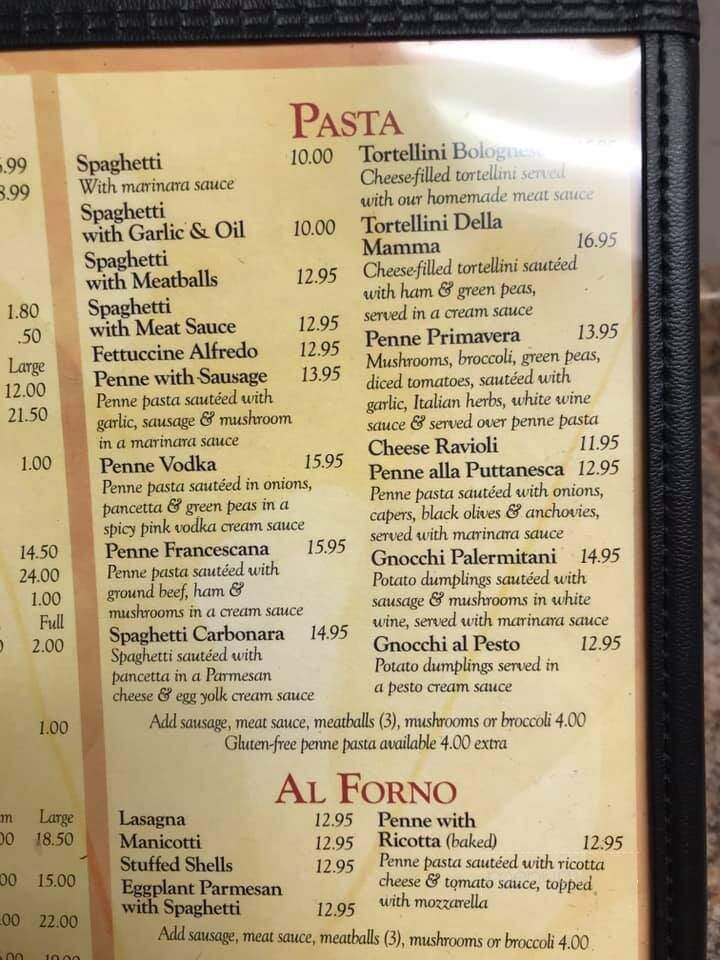 .99
8.99
1.80
.50
Large
12.00
21.50
1.00
14.50
24.00
1.00
Full
2.00
1.00
Large
18.50
15.00
22.00
PASTA
Spaghetti 10.00
With marinara sauce
Spaghetti
with Garlic & Oil 10.00
Spaghetti
with Meatballs 12.95
Spaghetti
with Meat Sauce 12.95
Fettuccine Alfredo 12.95
Penne with Sausage 13.95
Penne pasta sautéed with
garlic, sausage & mushroom
in a marinara sauce
Penne Vodka 15.95
Penne pasta sautéed in onions,
pancetta & green peas in a
spicy pink vodka cream sauce
Penne Francescana 15.95
Penne pasta sautéed with
ground beef, ham &
mushrooms in a cream sauce
Spaghetti Carbonara 14.95
Spaghetti sautéed with
pancetta in a Parmesan
cheese & egg yolk cream sauce
Tortellini Bolognese
Cheese-filled tortellini served
with our homemade meat sauce
Tortellini Della
Mamma 16.95
Cheese-filled tortellini sautéed
with ham & green peas,
served in a cream sauce
Penne Primavera 13.95
Mushrooms, broccoli, green peas,
diced tomatoes, sautéed with
garlic, Italian herbs, white wine
sauce & served over penne pasta
Cheese Ravioli 11.95
Penne alla Puttanesca 12.95
Penne pasta sautéed with onions,
capers, black olives & anchovies,
served with marinara sauce
Gnocchi Palermitani 14.95
Potato dumplings sautéed with
sausage & mushrooms in white
wine, served with marinara sauce
Gnocchi al Pesto 12.95
Potato dumplings served in
a pesto cream sauce
Add sausage, meat sauce, meatballs (3), mushrooms or broccoli 4.00
Gluten-free penne pasta available 4.00 extra
AL FORNO
Lasagna 12.95
Manicotti 12.95
Stuffed Shells 12.95
Eggplant Parmesan
with Spaghetti 12.95
Penne with
Ricotta (baked) 12.95
Penne pasta sautéed with ricotta
cheese & tomato sauce, topped
with mozzarella
Add sausage, meat sauce, meatballs (3), mushrooms or broccoli 4.00